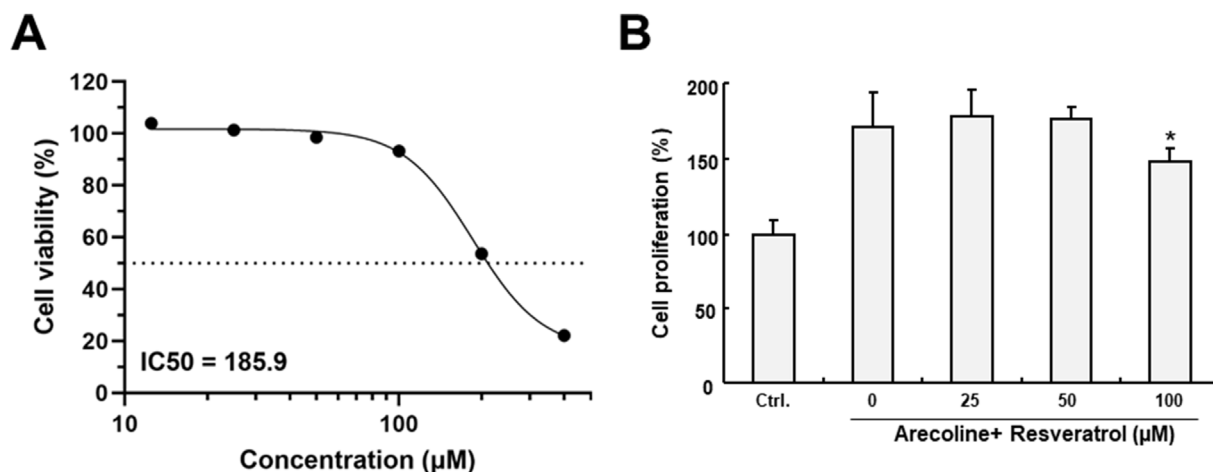 A
Cell viability (%)
120
100
80
60
40
20
0
IC50 = 185.9
10
100
Concentration (µM)
B
Cell proliferation (%)
200
150
100
50
0
*
Ctrl.
0
25
50
100
Arecoline+ Resveratrol (µM)